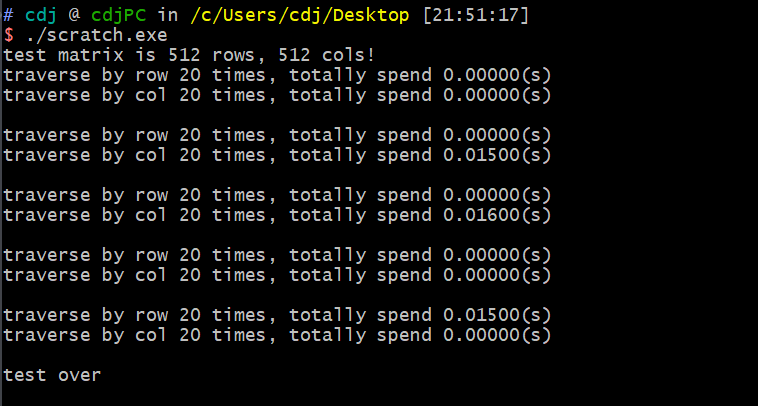 # cdj @ cdjPC in /c/Users/cdj/Desktop [21:51:17]
$ ./scratch.exe
test matrix is 512 rows, 512 cols!
traverse by row 20 times, totally spend 0.00000(s)
traverse by col 20 times, totally spend 0.00000(s)
traverse by row 20 times, totally spend 0.00000(s)
traverse by col 20 times, totally spend 0.01500(s)
traverse by row 20 times, totally spend 0.00000(s)
traverse by col 20 times, totally spend 0.01600(s)
traverse by row 20 times, totally spend 0.00000(s)
traverse by col 20 times, totally spend 0.00000(s)
traverse by row 20 times, totally spend 0.01500(s)
traverse by col 20 times, totally spend 0.00000(s)
test over